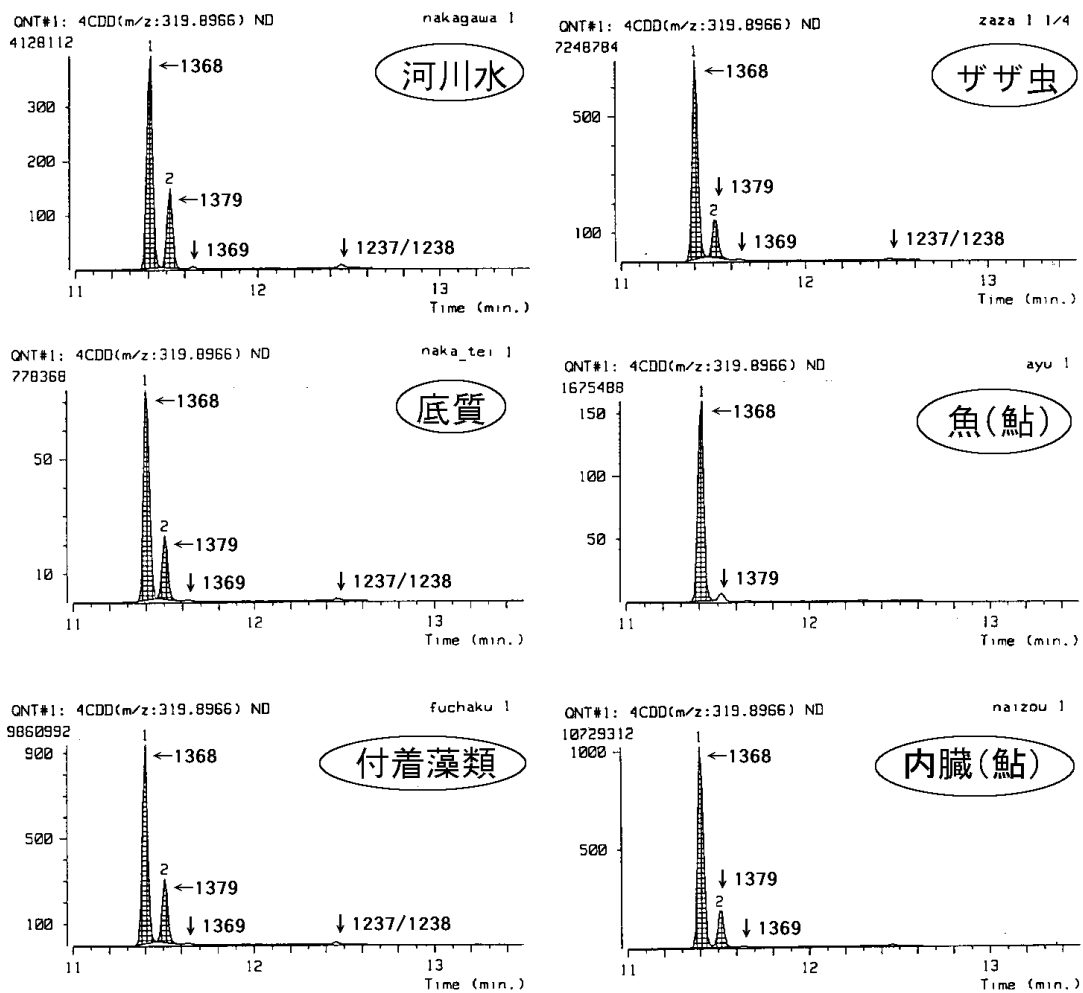 QNT#1: 4CDD(m/z:319.8966) ND nakagawa 1
4128112
河川水
1
←1368
300
200
2
←1379
100
↓1369
↓1237/1238
11 12 13
Time (min.)
QNT#1: 4CDD(m/z:319.8966) ND zaza 1 1/4
7248784
ザザ虫
1
←1368
500
↓1379
2
100
↓1369
↓1237/1238
11 12 13
Time (min.)
QNT#1: 4CDD(m/z:319.8966) ND naka_tei 1
778368
底質
1
←1368
50
2
←1379
10
↓1369
↓1237/1238
11 12 13
Time (min.)
QNT#1: 4CDD(m/z:319.8966) ND ayu 1
1675488
魚(鮎)
1
150
←1368
100
50
↓1379
11 12 13
Time (min.)
QNT#1: 4CDD(m/z:319.8966) ND fuchaku 1
9860992
付着藻類
1
900
←1368
500
2
←1379
100
↓1369
↓1237/1238
11 12 13
Time (min.)
QNT#1: 4CDD(m/z:319.8966) ND naizou 1
10729312
内臓(鮎)
1
1000
←1368
500
↓1379
2
↓1369
11 12 13
Time (min.)